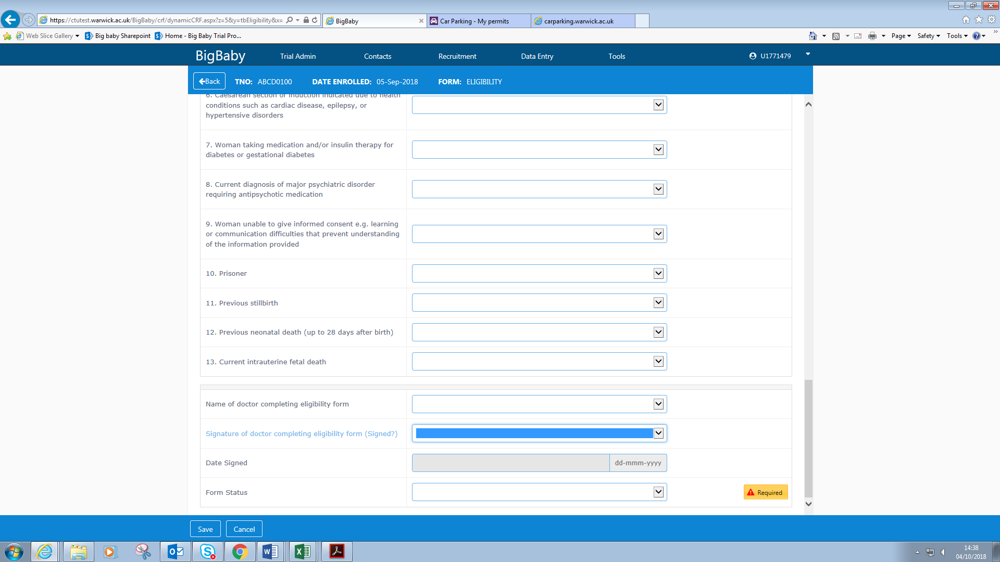 https://ctutest.warwick.ac.uk/BigBaby/crf/dynamicCRF.aspx?z=5&y=tbEligibility&x=
BigBaby
Car Parking - My permits
carparking.warwick.ac.uk
Web Slice Gallery
Big baby Sharepoint
Home - Big Baby Trial Pro...
Page
Safety
Tools
BigBaby
Trial Admin
Contacts
Recruitment
Data Entry
Tools
U1771479
Back
TNO: ABCD0100
DATE ENROLLED: 05-Sep-2018
FORM: ELIGIBILITY
6. Caesarean section or induction indicated due to health
conditions such as cardiac disease, epilepsy, or
hypertensive disorders
7. Woman taking medication and/or insulin therapy for
diabetes or gestational diabetes
8. Current diagnosis of major psychiatric disorder
requiring antipsychotic medication
9. Woman unable to give informed consent e.g. learning
or communication difficulties that prevent understanding
of the information provided
10. Prisoner
11. Previous stillbirth
12. Previous neonatal death (up to 28 days after birth)
13. Current intrauterine fetal death
Name of doctor completing eligibility form
Signature of doctor completing eligibility form (Signed?)
Date Signed
dd-mmm-yyyy
Form Status
Required
Save
Cancel
14:38
04/10/2018